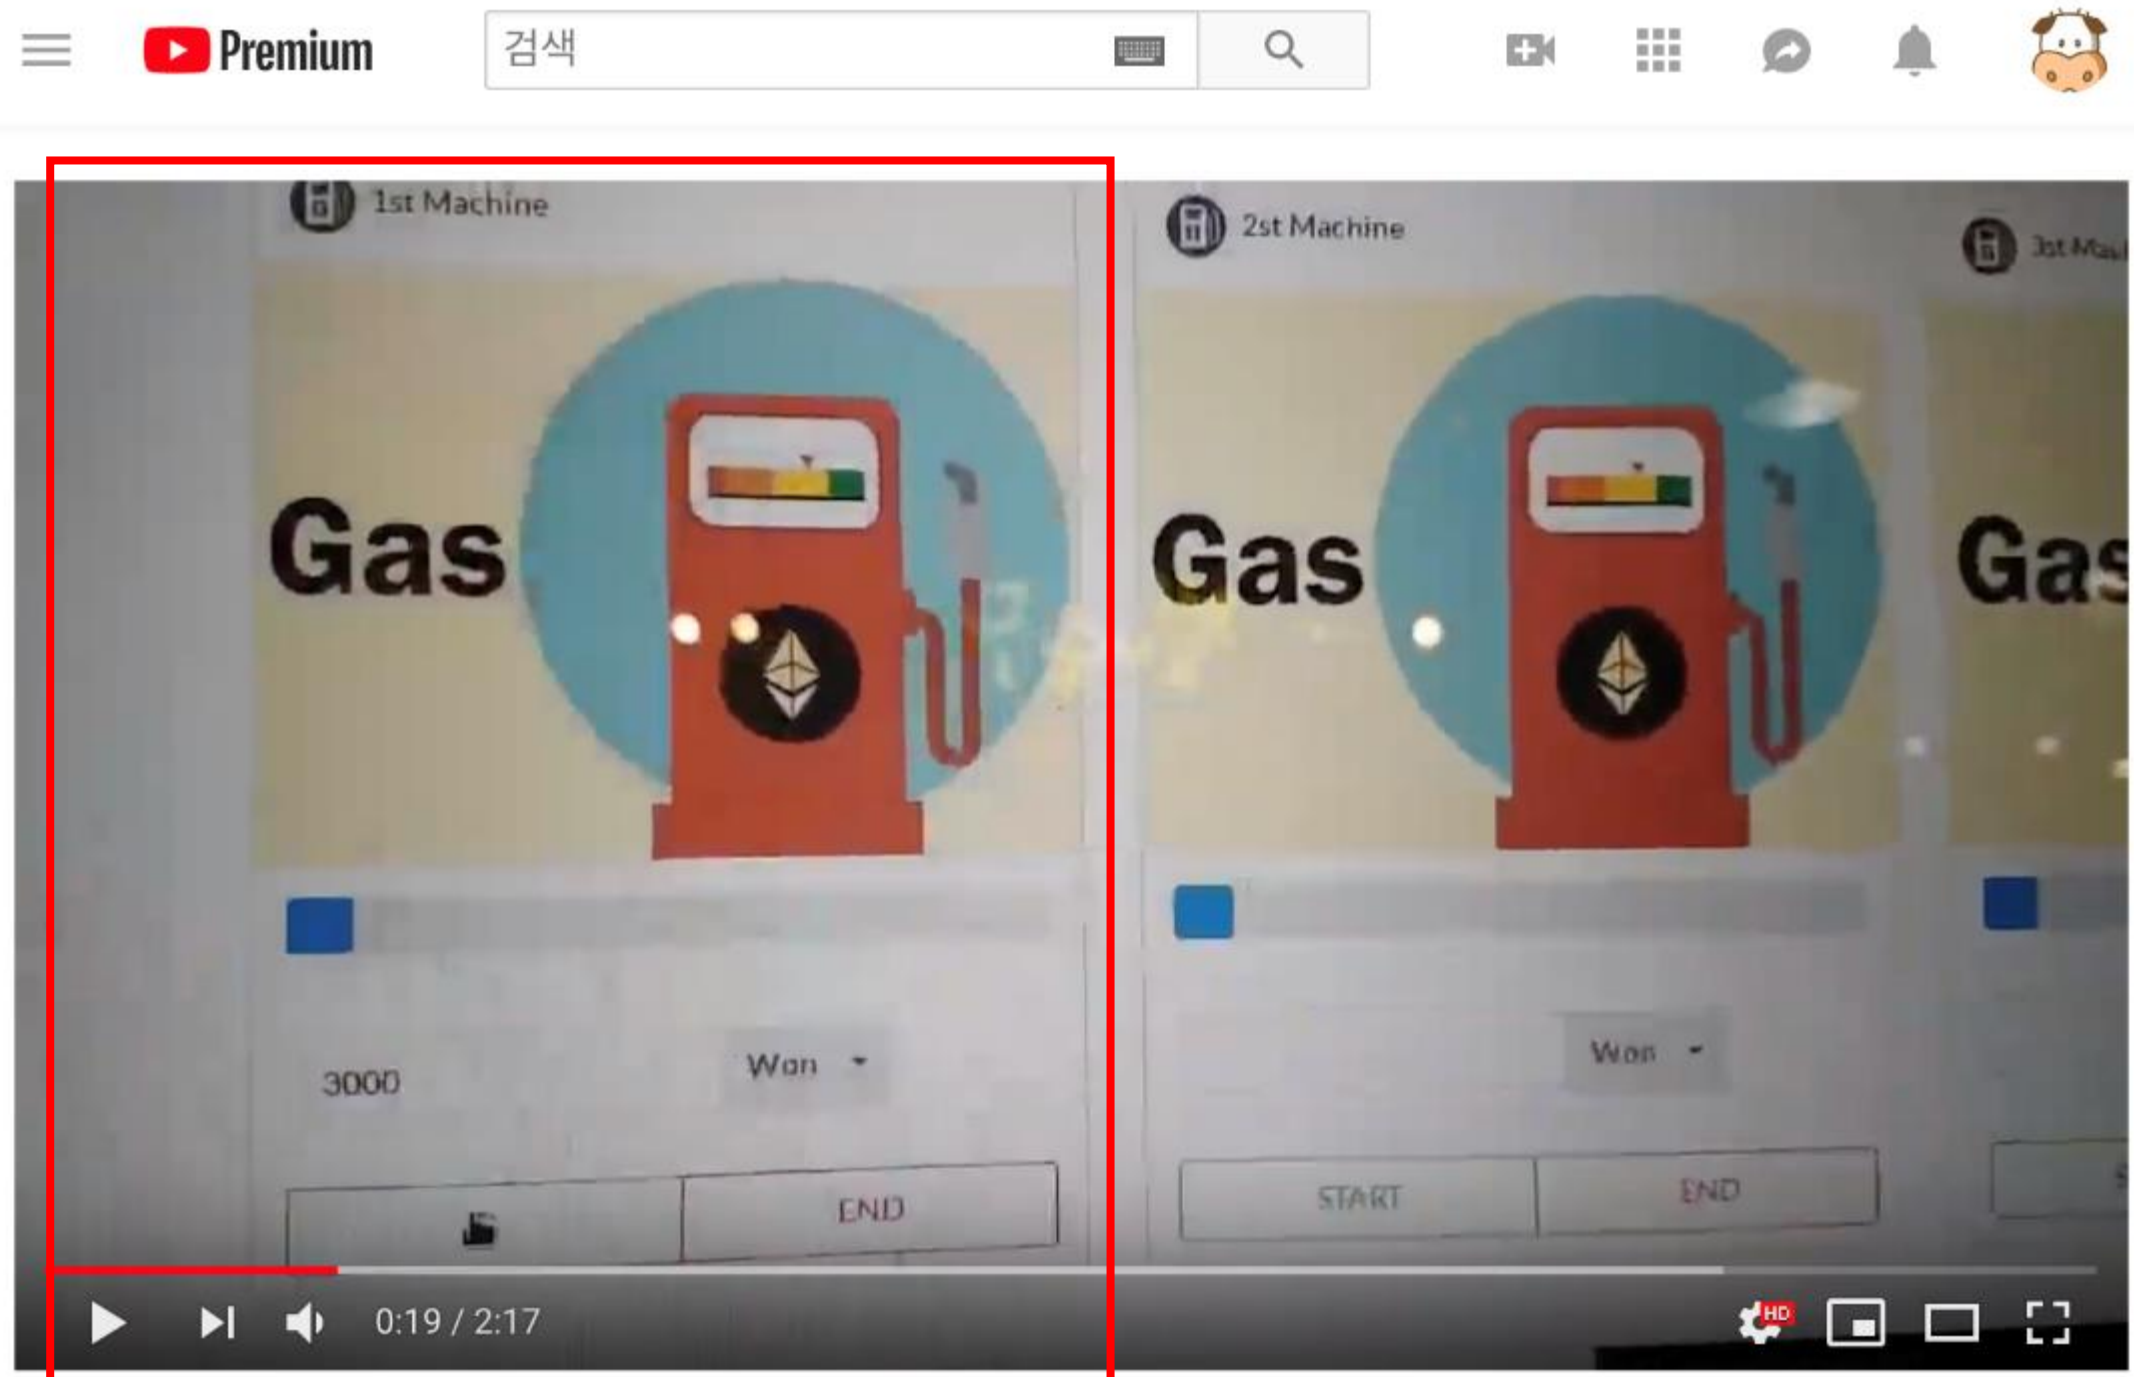 Premium
검색
1st Machine
2st Machine
Gas
Gas
Gas
3000
Won
Won
END
START
END
0:19 / 2:17
HD